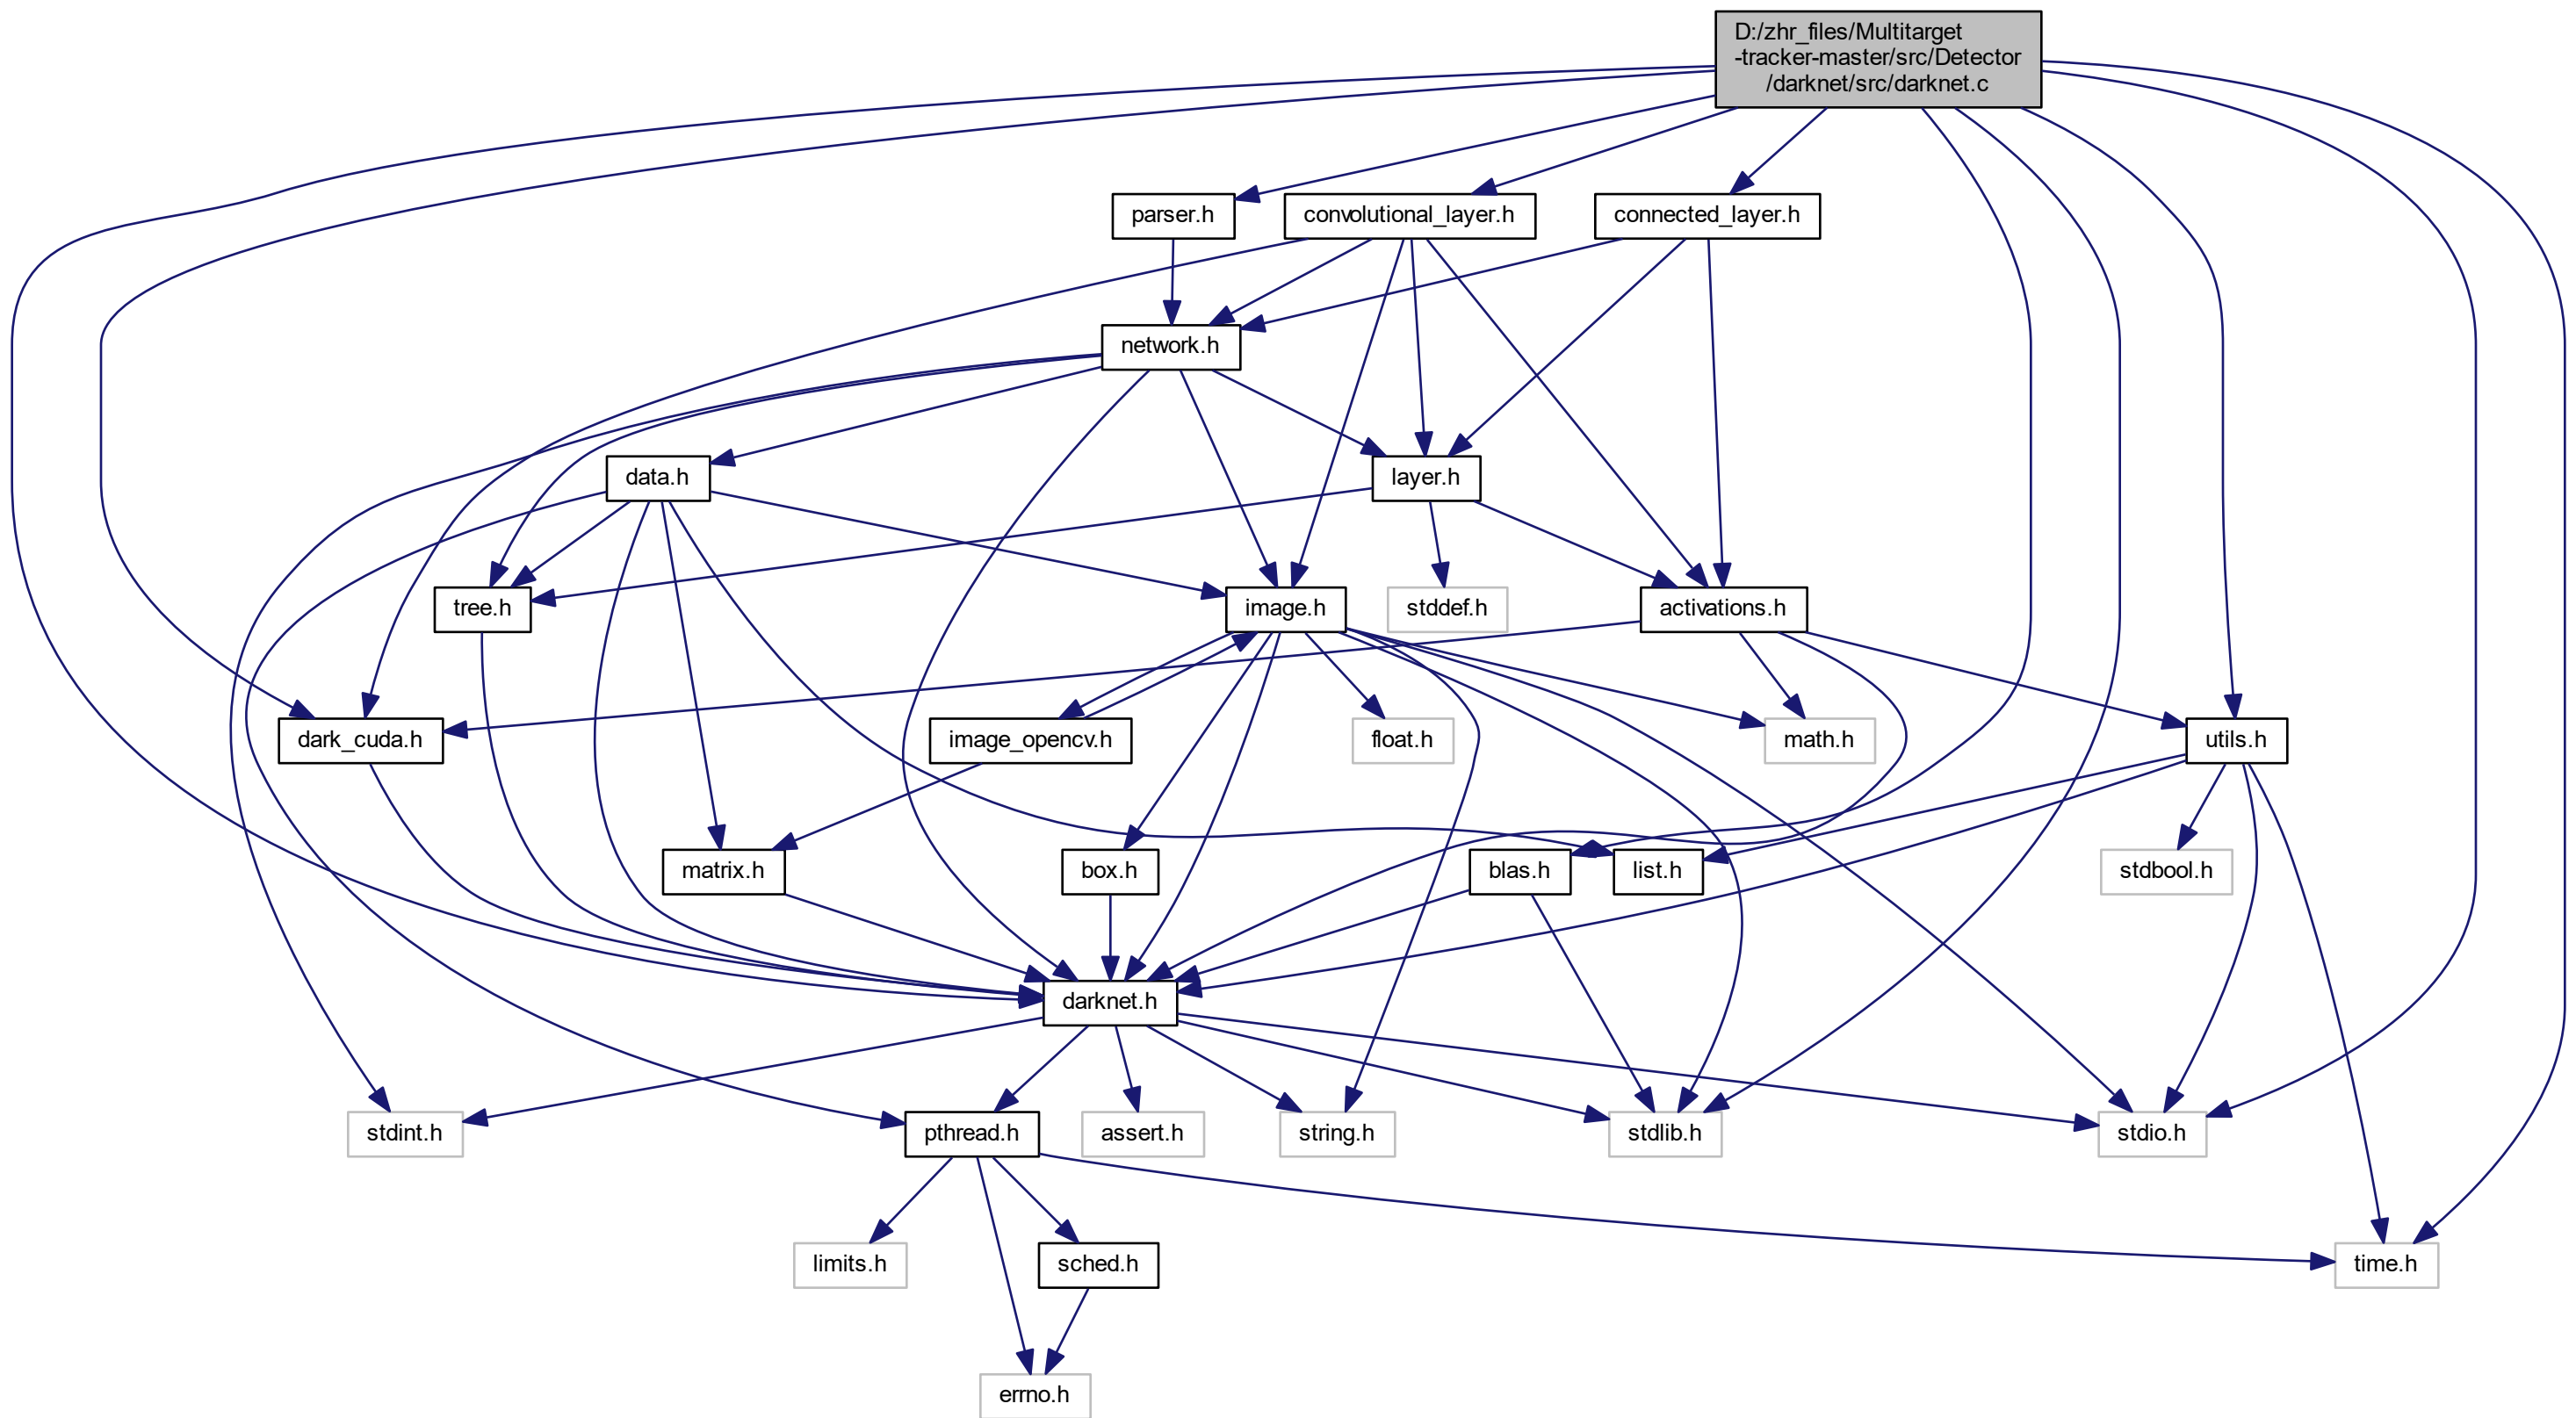 D:/zhr_files/Multitarget
-tracker-master/src/Detector
/darknet/src/darknet.c
parser.h
convolutional_layer.h
connected_layer.h
network.h
data.h
layer.h
tree.h
image.h
stddef.h
activations.h
dark_cuda.h
image_opencv.h
float.h
math.h
utils.h
matrix.h
box.h
blas.h
list.h
stdbool.h
darknet.h
stdint.h
pthread.h
assert.h
string.h
stdlib.h
stdio.h
limits.h
sched.h
time.h
errno.h